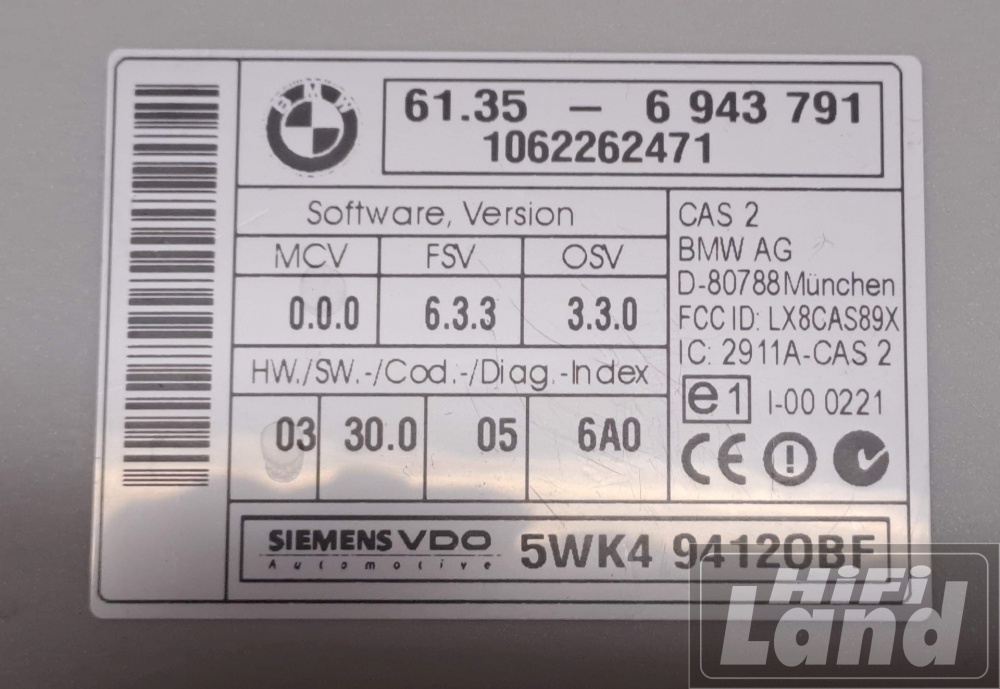 BMW
61.35 – 6 943 791
1062262471
Software, Version
MCV FSV OSV
0.0.0 6.3.3 3.3.0
HW./SW.-/Cod.-/Diag.-Index
03 30.0 05 6A0
CAS 2
BMW AG
D-80788 München
FCC ID: LX8CAS89X
IC: 2911A-CAS 2
e1 I-00 0221
CE
SIEMENS VDO
Automotive
5WK4 94120BF
HiFi
Land